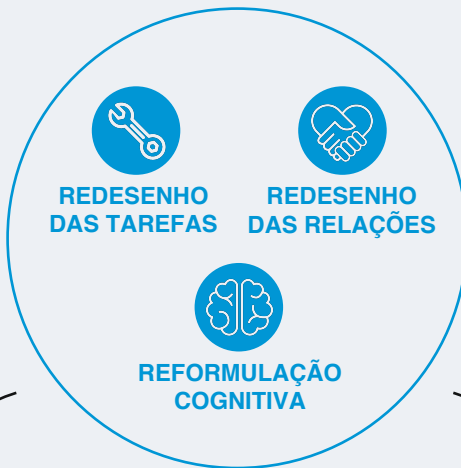 REDESENHO
DAS TAREFAS
REDESENHO
DAS RELAÇÕES
REFORMULAÇÃO
COGNITIVA